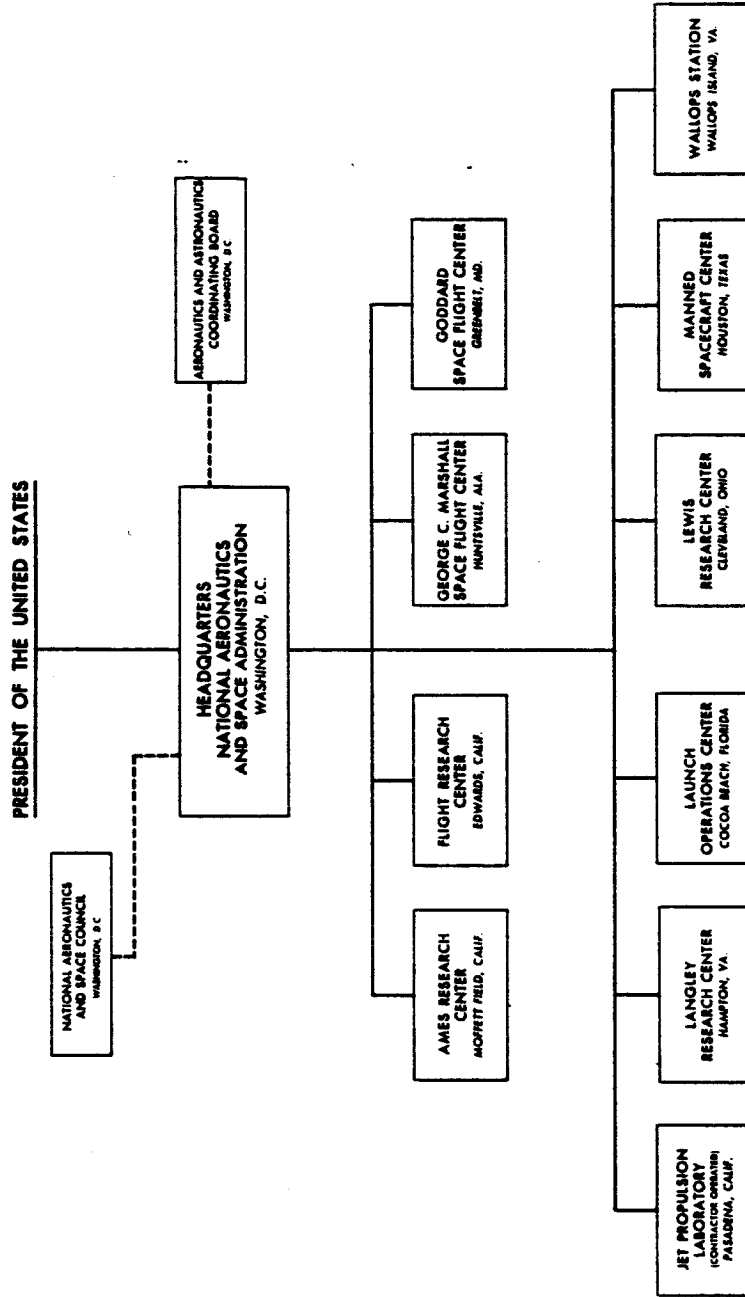 PRESIDENT OF THE UNITED STATES
NATIONAL AERONAUTICS
AND SPACE COUNCIL
WASHINGTON, D.C
HEADQUARTERS
NATIONAL AERONAUTICS
AND SPACE ADMINISTRATION
WASHINGTON, D.C.
AERONAUTICS AND ASTRONAUTICS
COORDINATING BOARD
WASHINGTON, D.C
AMES RESEARCH
CENTER
MOFFETT FIELD, CALIF.
FLIGHT RESEARCH
CENTER
EDWARDS, CALIF.
GEORGE C. MARSHALL
SPACE FLIGHT CENTER
HUNTSVILLE, ALA.
GODDARD
SPACE FLIGHT CENTER
GREENBELT, MD.
JET PROPULSION
LABORATORY
(CONTRACTOR OPERATED)
PASADENA, CALIF.
LANGLEY
RESEARCH CENTER
HAMPTON, VA.
LAUNCH
OPERATIONS CENTER
COCOA BEACH, FLORIDA
LEWIS
RESEARCH CENTER
CLEVELAND, OHIO
MANNED
SPACECRAFT CENTER
HOUSTON, TEXAS
WALLOPS STATION
WALLOPS ISLAND, VA.